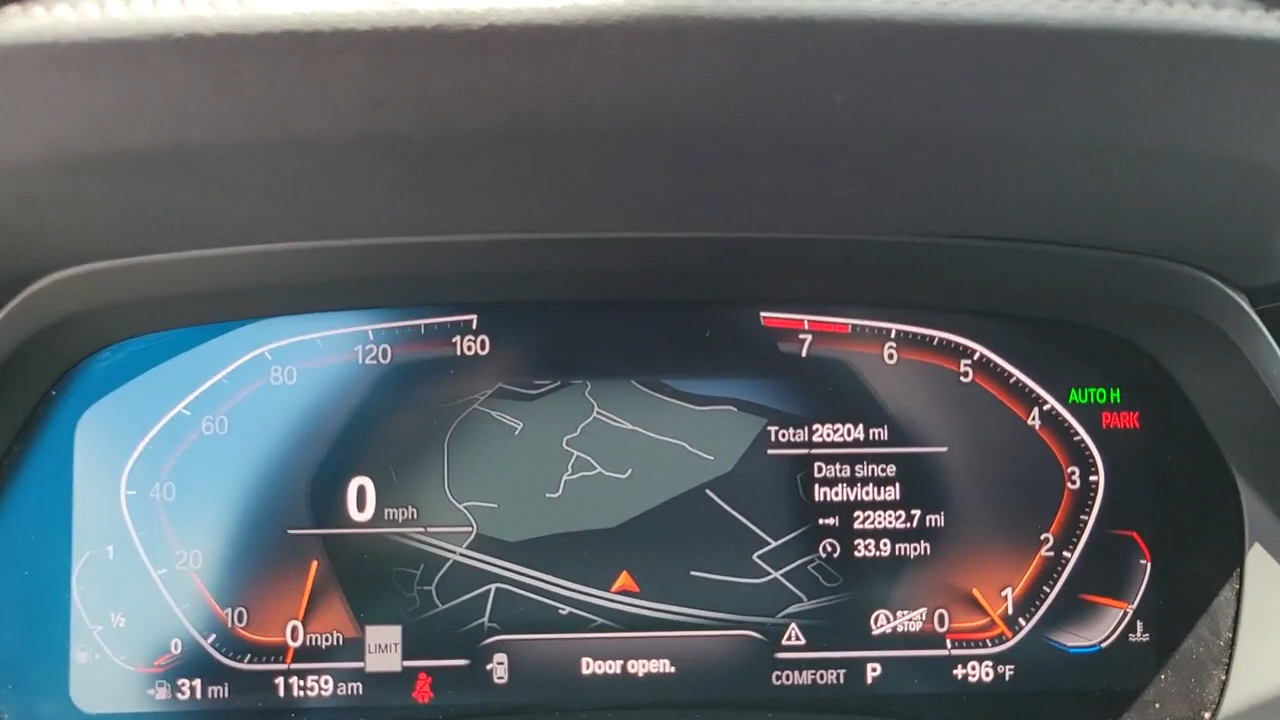 160
120
80
60
40
20
10
0 mph
0 mph
1
1/2
0
31 mi
11:59 am
LIMIT
Door open.
Total 26204 mi
Data since
Individual
22882.7 mi
33.9 mph
7
6
5
4
3
2
1
0
AUTO H
PARK
A START
STOP
COMFORT P
+96 °F